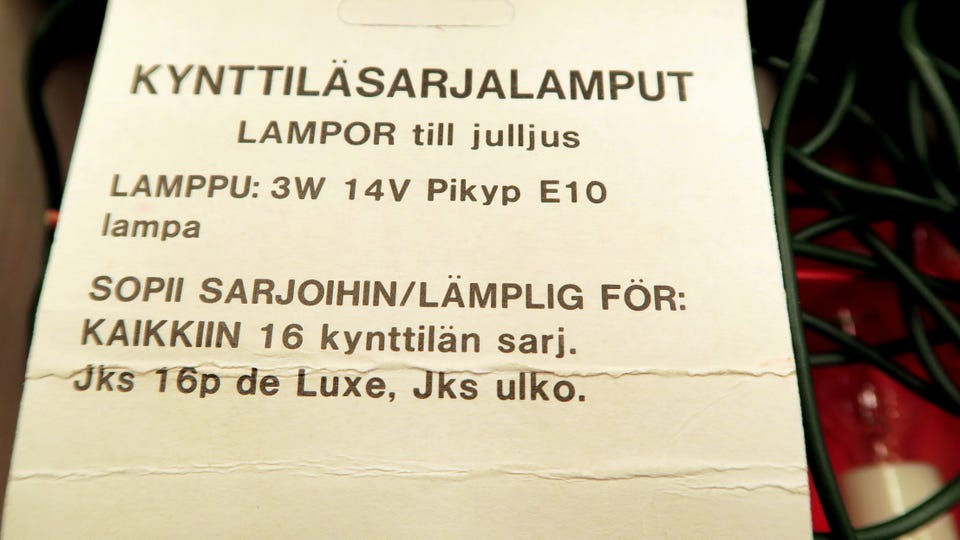 KYNTTILÄSARJALAMPUT
LAMPOR till julljus
LAMPPU: 3W 14V Pikyp E10
lampa
SOPII SARJOIHIN/LÄMPLIG FÖR:
KAIKKIIN 16 kynttilän sarj.
Jks 16p de Luxe, Jks ulko.